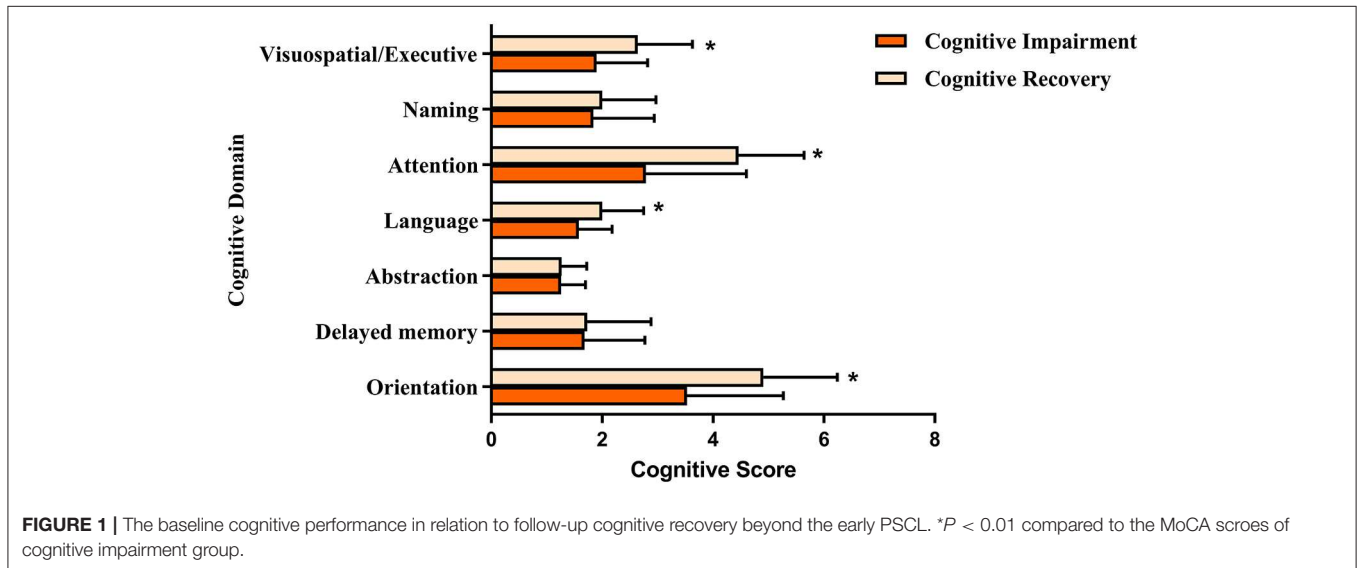 Cognitive Domain
Visuospatial/Executive
Naming
Attention
Language
Abstraction
Delayed memory
Orientation
*
*
*
*
Cognitive Impairment
Cognitive Recovery
0 2 4 6 8
Cognitive Score
FIGURE 1 | The baseline cognitive performance in relation to follow-up cognitive recovery beyond the early PSCL. *P < 0.01 compared to the MoCA scroes of
cognitive impairment group.